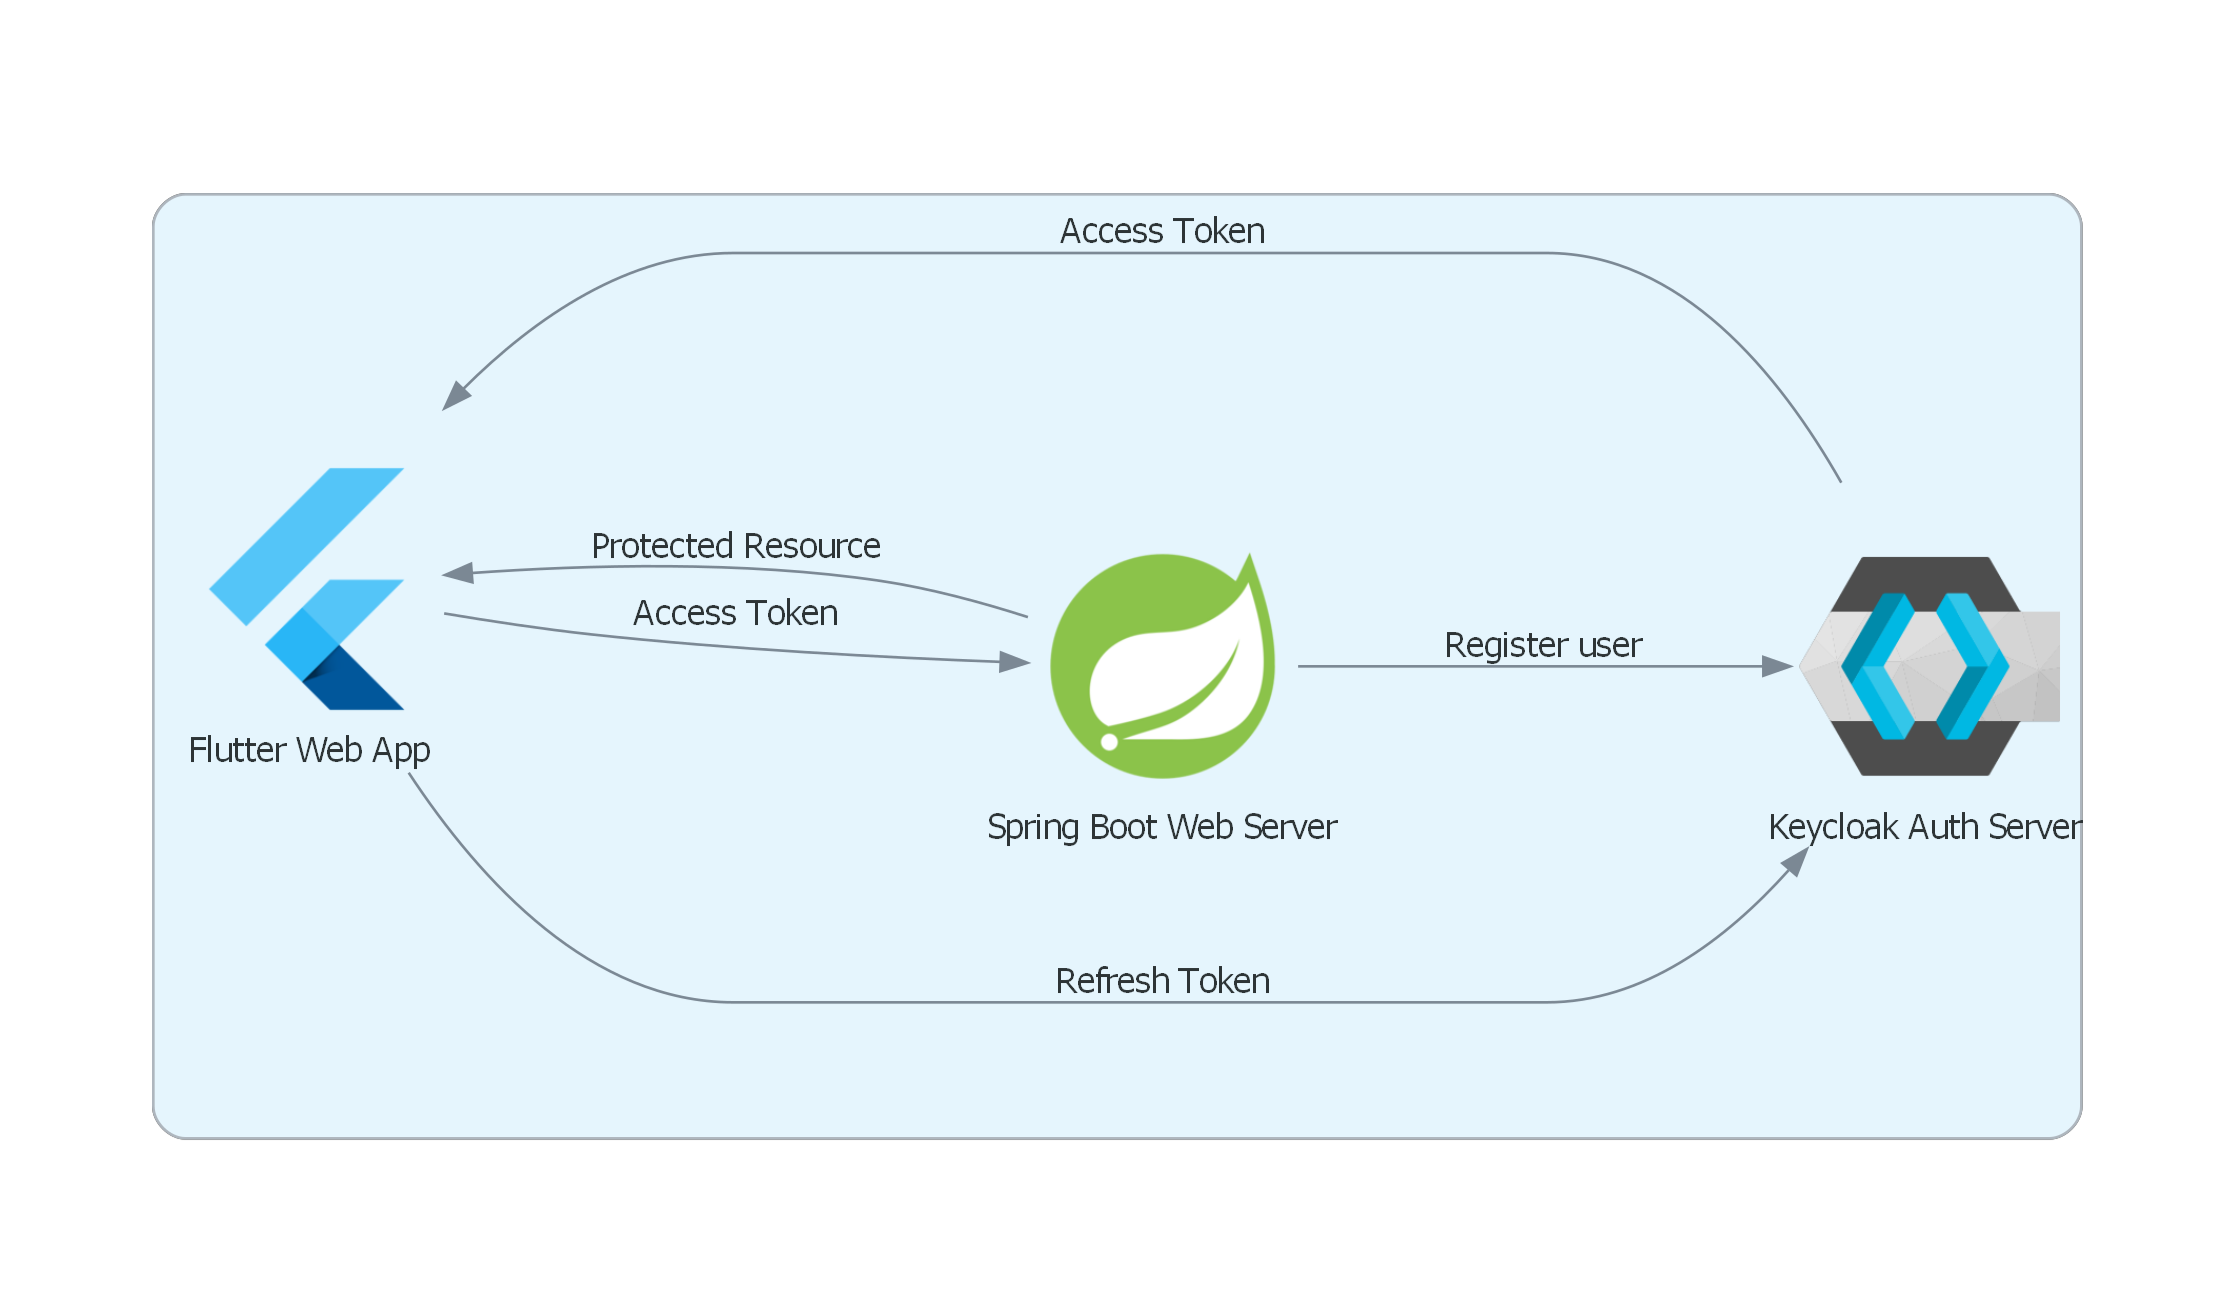 Access Token
Protected Resource
Access Token
Register user
Flutter Web App
Spring Boot Web Server
Keycloak Auth Server
Refresh Token